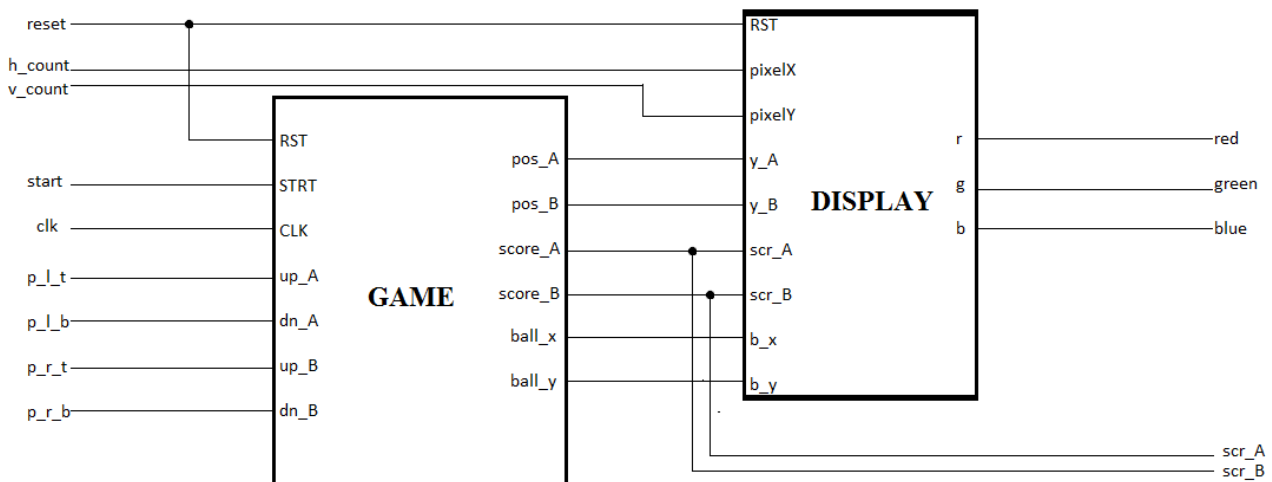 reset
h_count
v_count
start
clk
p_l_t
p_l_b
p_r_t
p_r_b
RST
STRT
CLK
up_A
dn_A
up_B
dn_B
GAME
pos_A
pos_B
score_A
score_B
ball_x
ball_y
RST
pixelX
pixelY
y_A
y_B
scr_A
scr_B
b_x
b_y
DISPLAY
r
g
b
red
green
blue
scr_A
scr_B